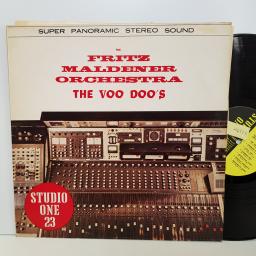 SUPER PANORAMIC STEREO SOUND
THE
FRITZ
MALDENER
ORCHESTRA
THE VOO DOO'S
STUDIO
ONE
23